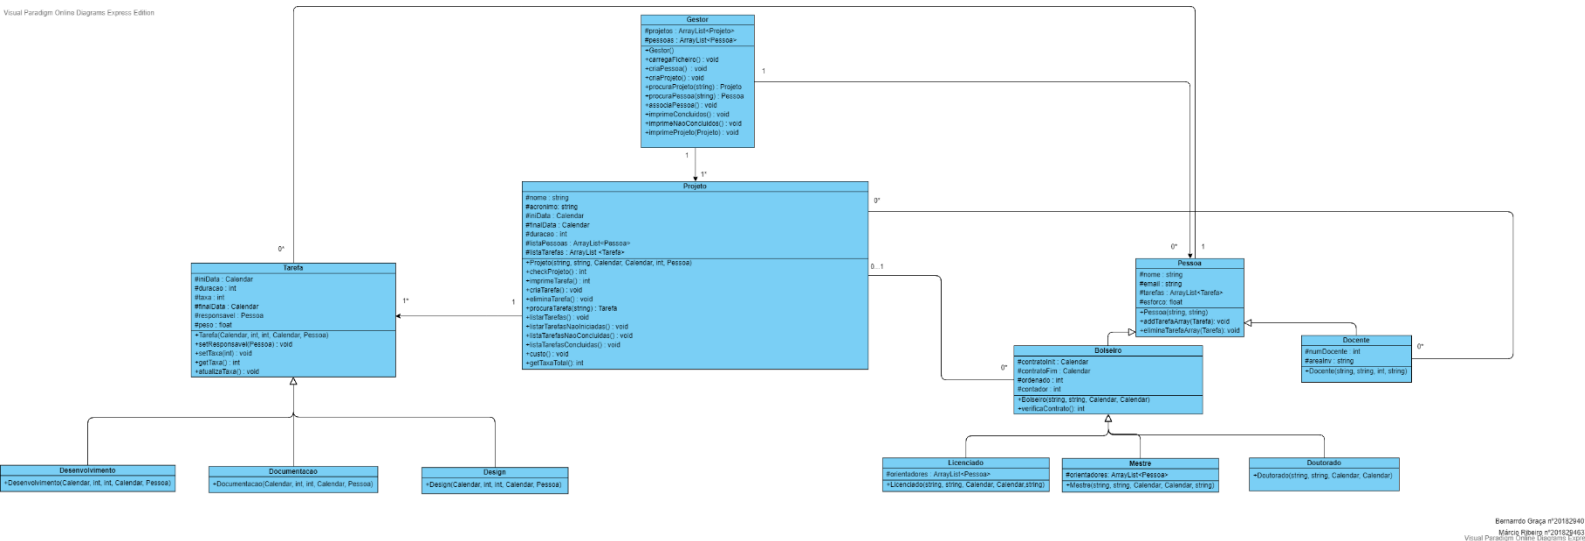 Visual Paradigm Online Diagrams Express Edition
Gestor
#projetos : ArrayList<Projeto>
#pessoas : ArrayList<Pessoa>
+Gestor()
+carregaFicheiro() : void
+criaPessoa() : void
+criaProjeto() : void
+procuraProjeto(string) : Projeto
+procuraPessoa(string) : Pessoa
+associaPessoa() : void
+imprimeConcluidos() : void
+imprimeNaoConcluidos() : void
+imprimeProjeto(Projeto) : void
1
1
1*
Projeto
#nome : string
#acronimo: string
#iniData : Calendar
#finalData : Calendar
#duracao : int
#listaPessoas : ArrayList<Pessoa>
#listaTarefas : ArrayList <Tarefa>
+Projeto(string, string, Calendar, Calendar, int, Pessoa)
+checkProjeto() : int
+imprimeTarefa() : int
+criaTarefa() : void
+eliminaTarefa() : void
+procuraTarefa(string) : Tarefa
+listarTarefas() : void
+listarTarefasNaoIniciadas() : void
+listaTarefasNaoConcluidas() : void
+listaTarefasConcluidas() : void
+custo() : void
+getTaxaTotal(): int
0*
0...1
1
1*
0*
Tarefa
#iniData : Calendar
#duracao : int
#taxa : int
#finalData : Calendar
#responsavel : Pessoa
#peso : float
+Tarefa(Calendar, int, int, Calendar, Pessoa)
+setResponsavel(Pessoa) : void
+setTaxa(int) : void
+getTaxa() : int
+atualizaTaxa() : void
0*
1
Pessoa
#nome : string
#email : string
#tarefas : ArrayList<Tarefa>
#esforco: float
+Pessoa(string, string)
+addTarefaArray(Tarefa): void
+eliminaTarefaArray(Tarefa): void
Docente
#numDocente : int
#areaInv : string
+Docente(string, string, int, string)
0*
0*
Bolseiro
#contratoInit : Calendar
#contratoFim : Calendar
#ordenado : int
#contador : int
+Bolseiro(string, string, Calendar, Calendar)
+verificaContrato(): int
Desenvolvimento
+Desenvolvimento(Calendar, int, int, Calendar, Pessoa)
Documentacao
+Documentacao(Calendar, int, int, Calendar, Pessoa)
Design
+Design(Calendar, int, int, Calendar, Pessoa)
Licenciado
#orientadores : ArrayList<Pessoa>
+Licenciado(string, string, Calendar, Calendar,string)
Mestre
#orientadores: ArrayList<Pessoa>
+Mestre(string, string, Calendar, Calendar, string)
Doutorado
+Doutorado(string, string, Calendar, Calendar)
Bernardo Graça nº20182940
Márcio Ribeiro nº201829463
Visual Paradigm Online Diagrams Expre